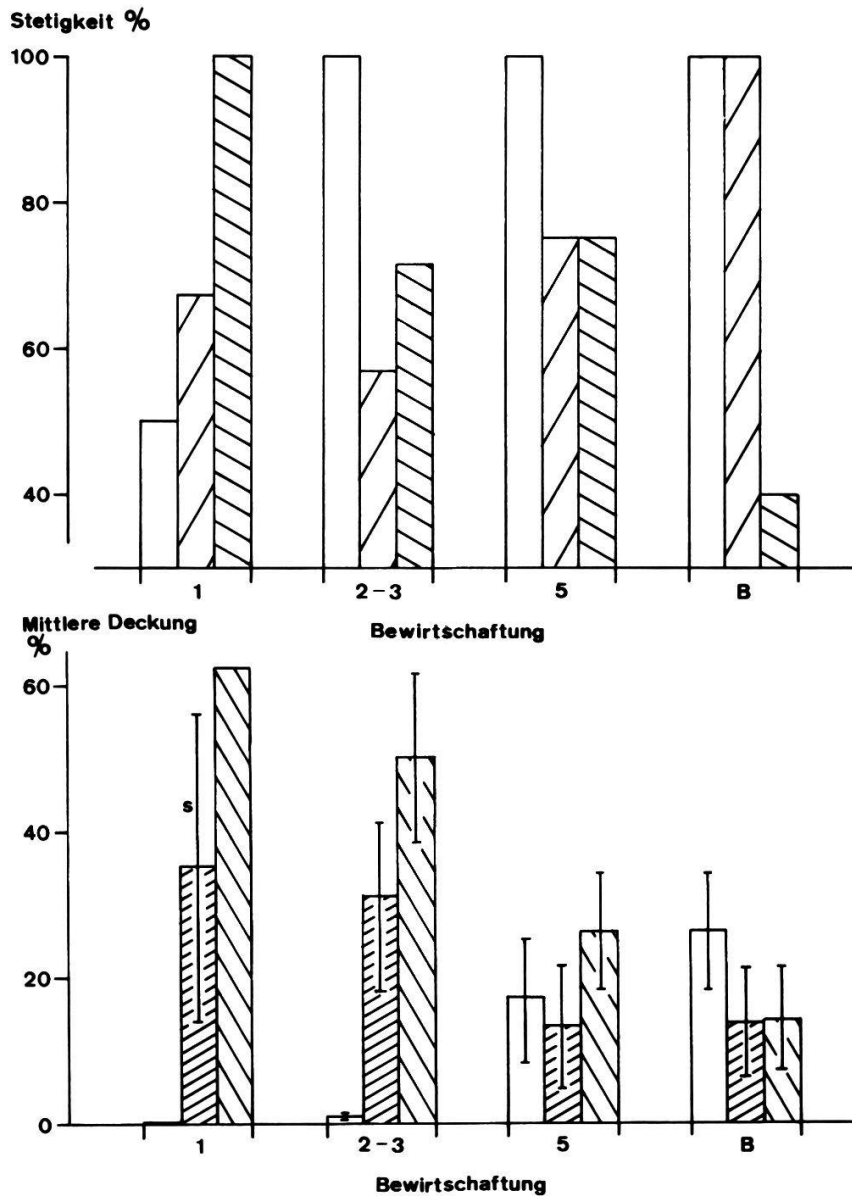 Stetigkeit %
100
80
60
40
1 2-3 5 B
Bewirtschaftung
Mittlere Deckung
%
60
s
40
20
0
1 2-3 5 B
Bewirtschaftung